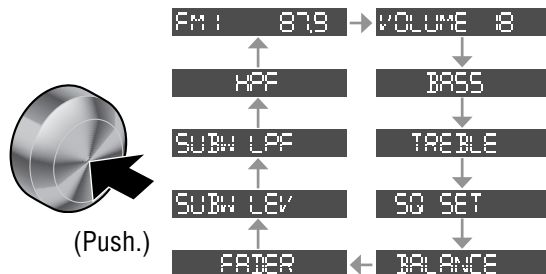 FM1 87.9
VOLUME 18
HPF
BASS
SUBW LPF
TREBLE
SUBW LEV
SQ SET
(Push.)
FADER
BALANCE